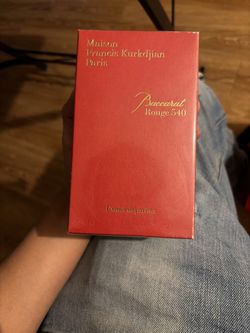 Maison
Francis Kurkdjian
Paris
Baccarat
Rouge 540